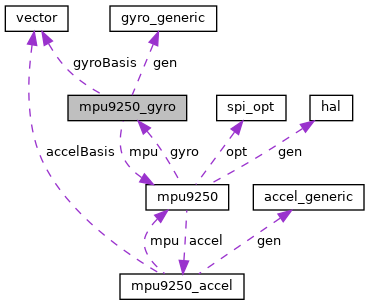 vector
gyro_generic
gyroBasis
gen
mpu9250_gyro
spi_opt
hal
accelBasis
mpu
gyro
opt
gen
mpu9250
accel_generic
mpu
accel
gen
mpu9250_accel